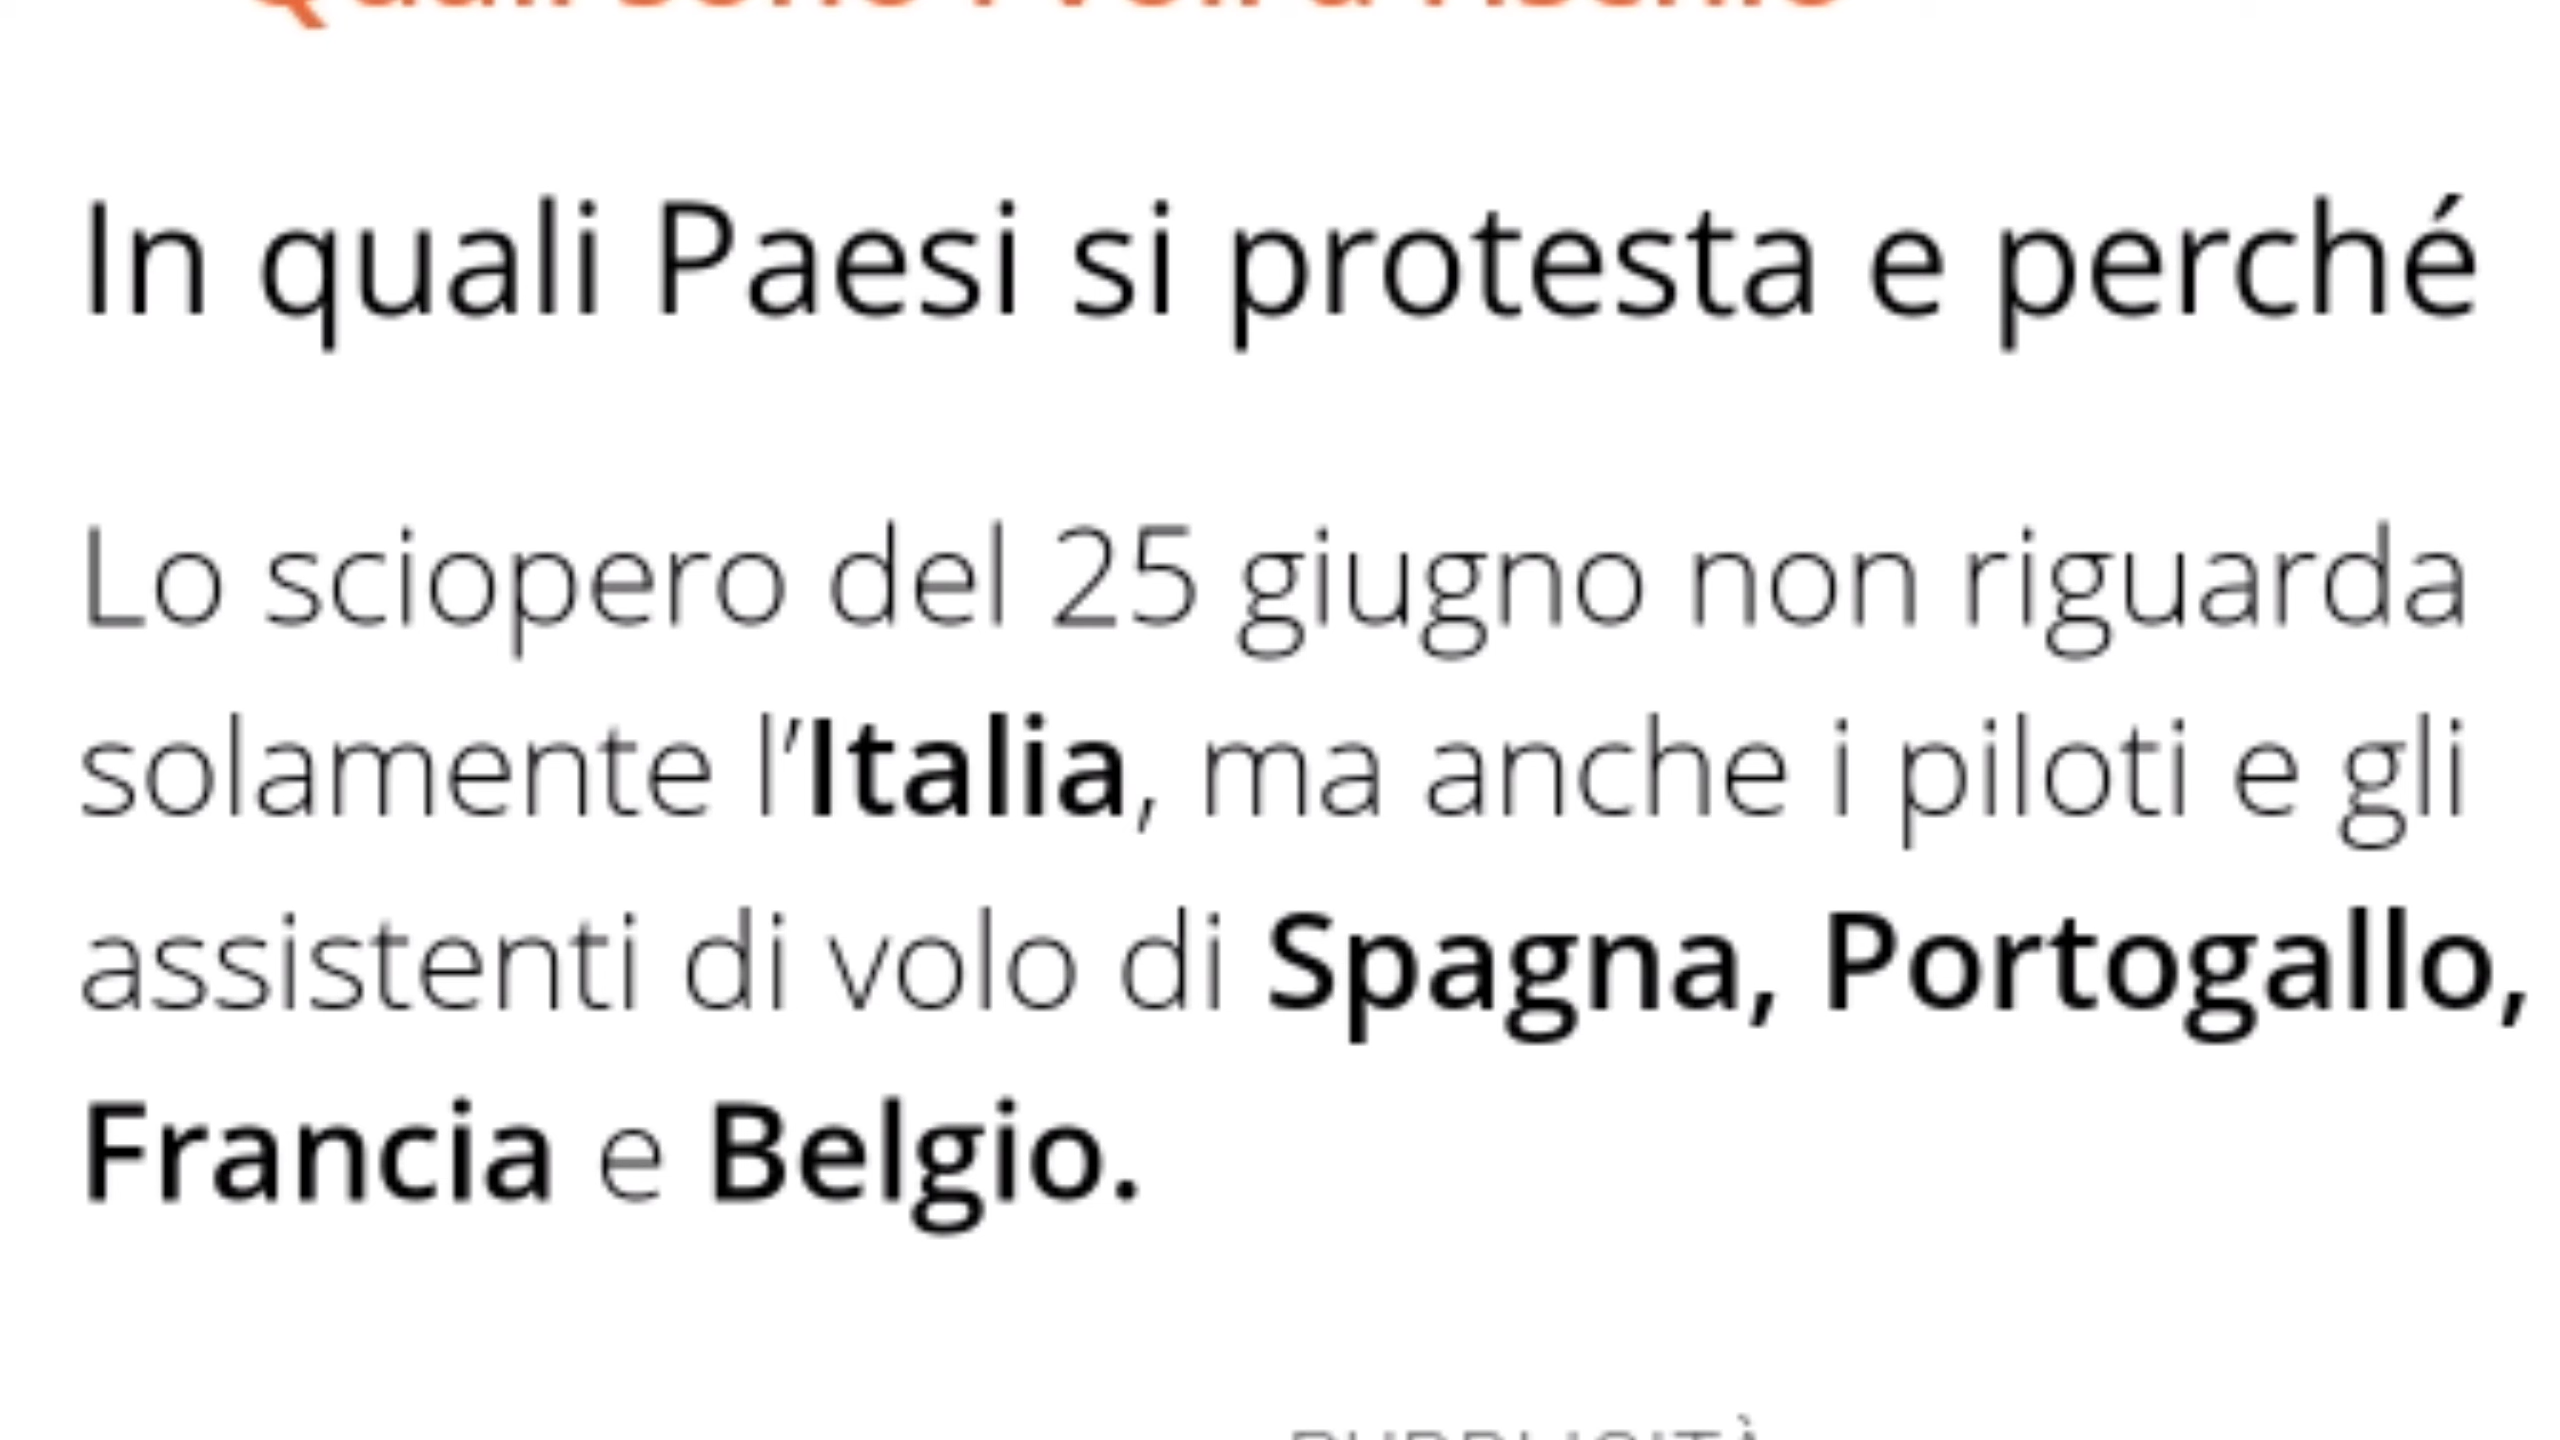 In quali Paesi si protesta e perché
Lo sciopero del 25 giugno non riguarda
solamente l’Italia, ma anche i piloti e gli
assistenti di volo di Spagna, Portogallo,
Francia e Belgio.
PUBBLICITÀ